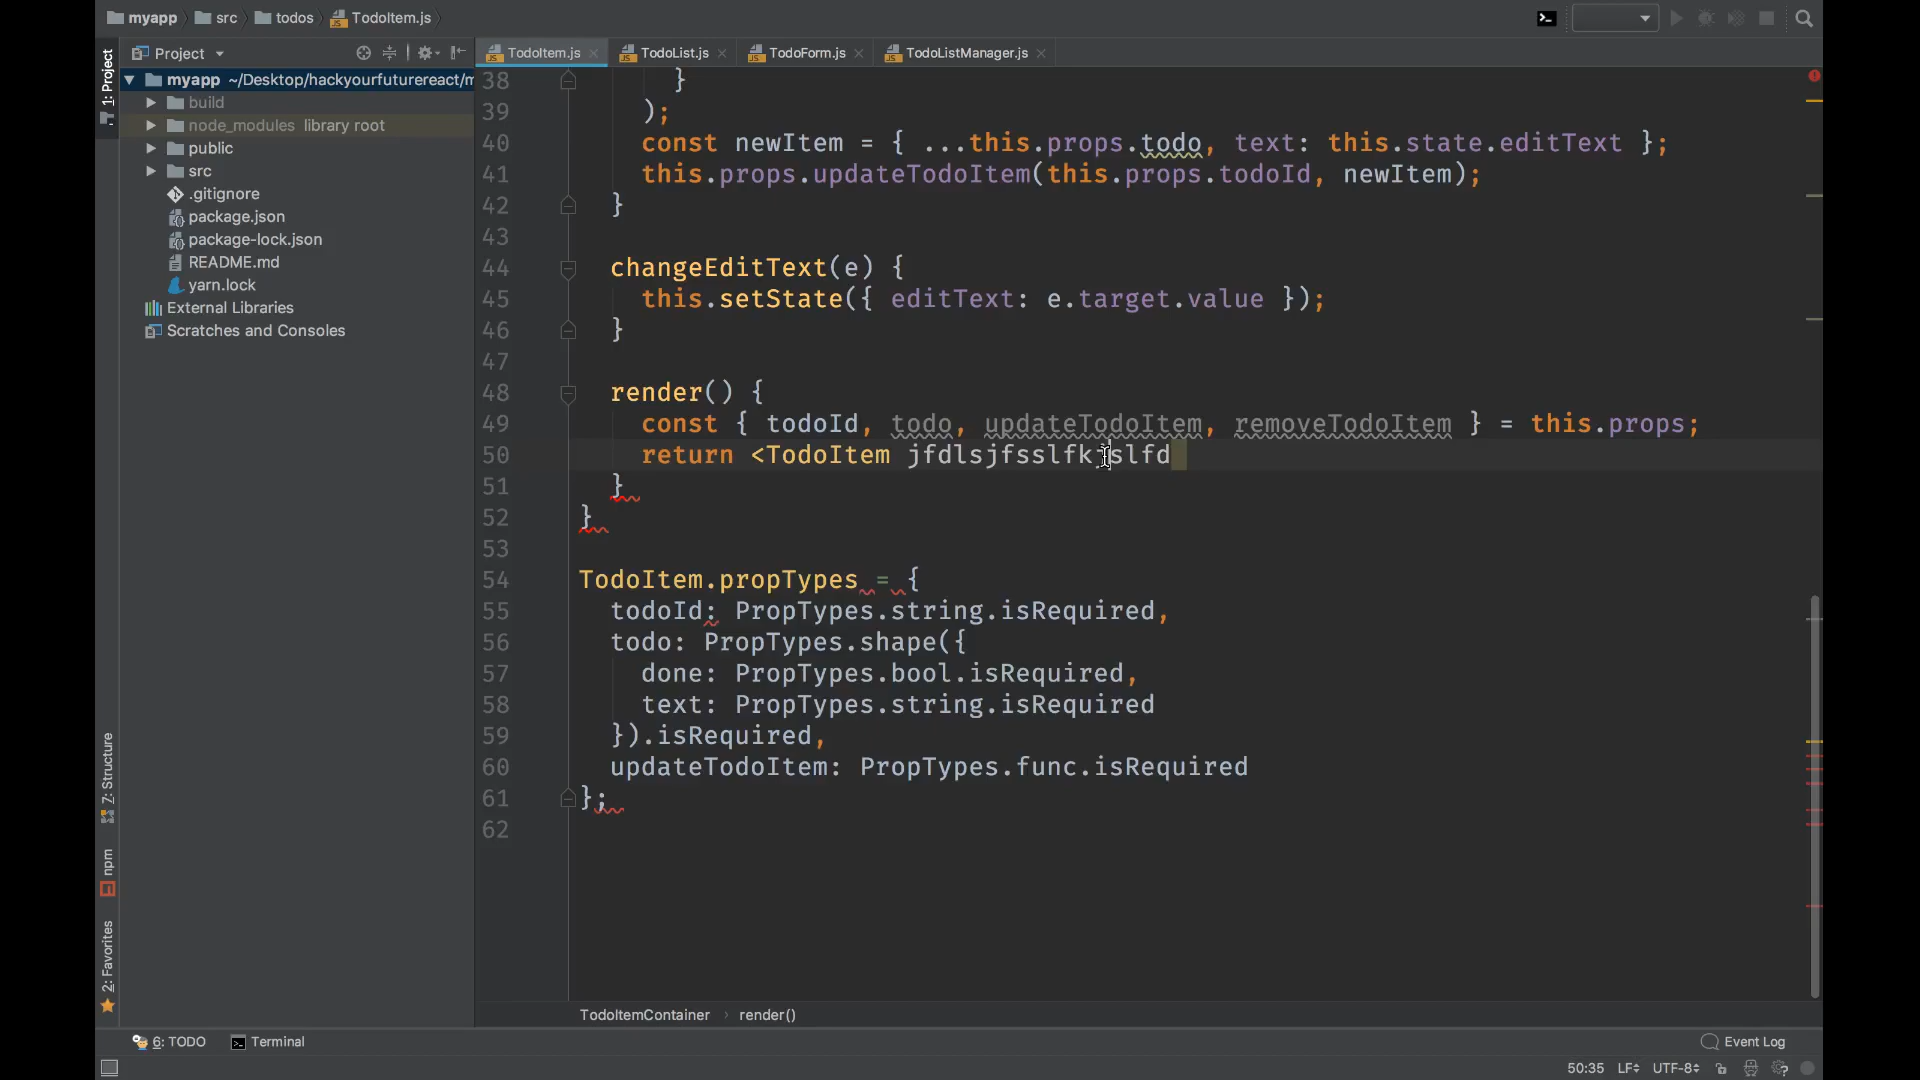 myapp src todos TodoItem.js
1: Project
Project
TodoItem.js TodoList.js TodoForm.js TodoListManager.js
myapp ~/Desktop/hackyourfuturereact/m
build
node_modules library root
public
src
.gitignore
package.json
package-lock.json
README.md
yarn.lock
External Libraries
Scratches and Consoles
38 }
39 );
40 const newItem = { ...this.props.todo, text: this.state.editText };
41 this.props.updateTodoItem(this.props.todoId, newItem);
42 }
43
44 changeEditText(e) {
45 this.setState({ editText: e.target.value });
46 }
47
48 render() {
49 const { todoId, todo, updateTodoItem, removeTodoItem } = this.props;
50 return <TodoItem jfdlsjfsslfkjslfd
51 }
52 }
53
54 TodoItem.propTypes = {
55 todoId: PropTypes.string.isRequired,
56 todo: PropTypes.shape({
57 done: PropTypes.bool.isRequired,
58 text: PropTypes.string.isRequired
59 }).isRequired,
60 updateTodoItem: PropTypes.func.isRequired
61 };
62
Z: Structure
npm
2: Favorites
TodoItemContainer › render()
6: TODO Terminal Event Log
50:35 LF UTF-8